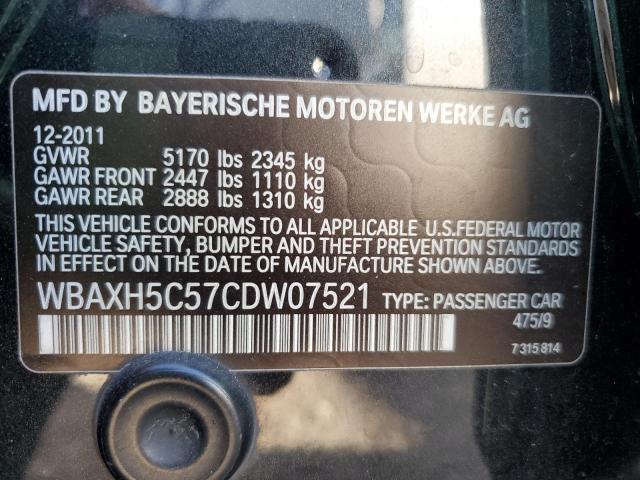 MFD BY BAYERISCHE MOTOREN WERKE AG
12-2011
GVWR 5170 lbs 2345 kg
GAWR FRONT 2447 lbs 1110 kg
GAWR REAR 2888 lbs 1310 kg
THIS VEHICLE CONFORMS TO ALL APPLICABLE U.S.FEDERAL MOTOR
VEHICLE SAFETY, BUMPER AND THEFT PREVENTION STANDARDS
IN EFFECT ON THE DATE OF MANUFACTURE SHOWN ABOVE.
WBAXH5C57CDW07521 TYPE: PASSENGER CAR
475/9
7 315 814